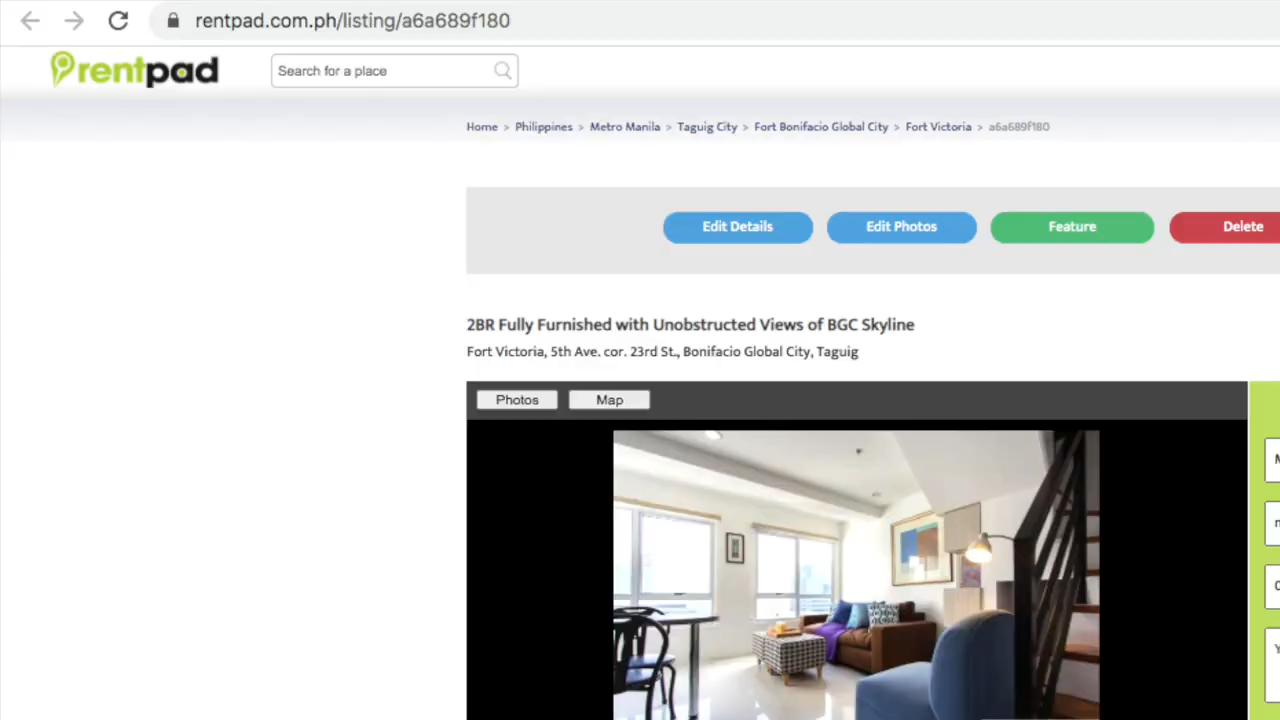 rentpad.com.ph/listing/a6a689f180
rentpad
Search for a place
Home > Philippines > Metro Manila > Taguig City > Fort Bonifacio Global City > Fort Victoria > a6a689f180
Edit Details Edit Photos Feature Delete
2BR Fully Furnished with Unobstructed Views of BGC Skyline
Fort Victoria, 5th Ave. cor. 23rd St., Bonifacio Global City, Taguig
Photos Map